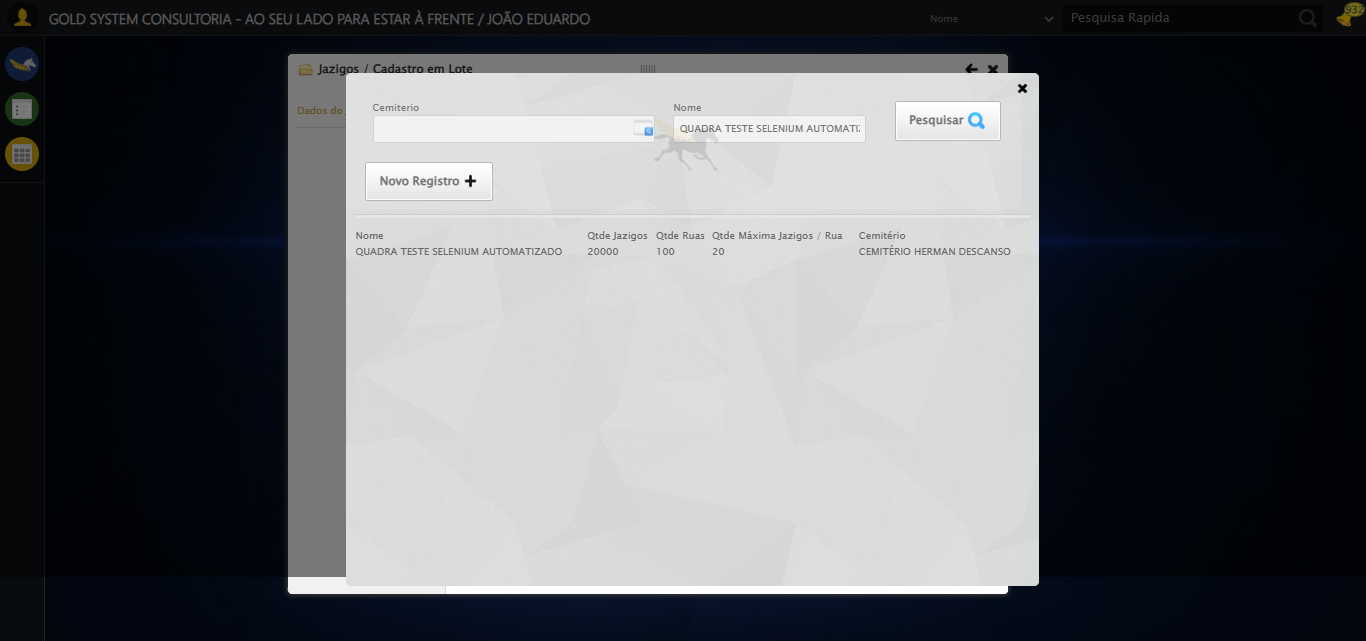 GOLD SYSTEM CONSULTORIA - AO SEU LADO PARA ESTAR À FRENTE / JOÃO EDUARDO
Nome
Pesquisa Rapida
932
Jazigos / Cadastro em Lote
Dados do
Cemiterio
Nome
QUADRA TESTE SELENIUM AUTOMATIZ
Pesquisar
Novo Registro
Nome Qtde Jazigos Qtde Ruas Qtde Máxima Jazigos / Rua Cemitério
QUADRA TESTE SELENIUM AUTOMATIZADO 20000 100 20 CEMITÉRIO HERMAN DESCANSO